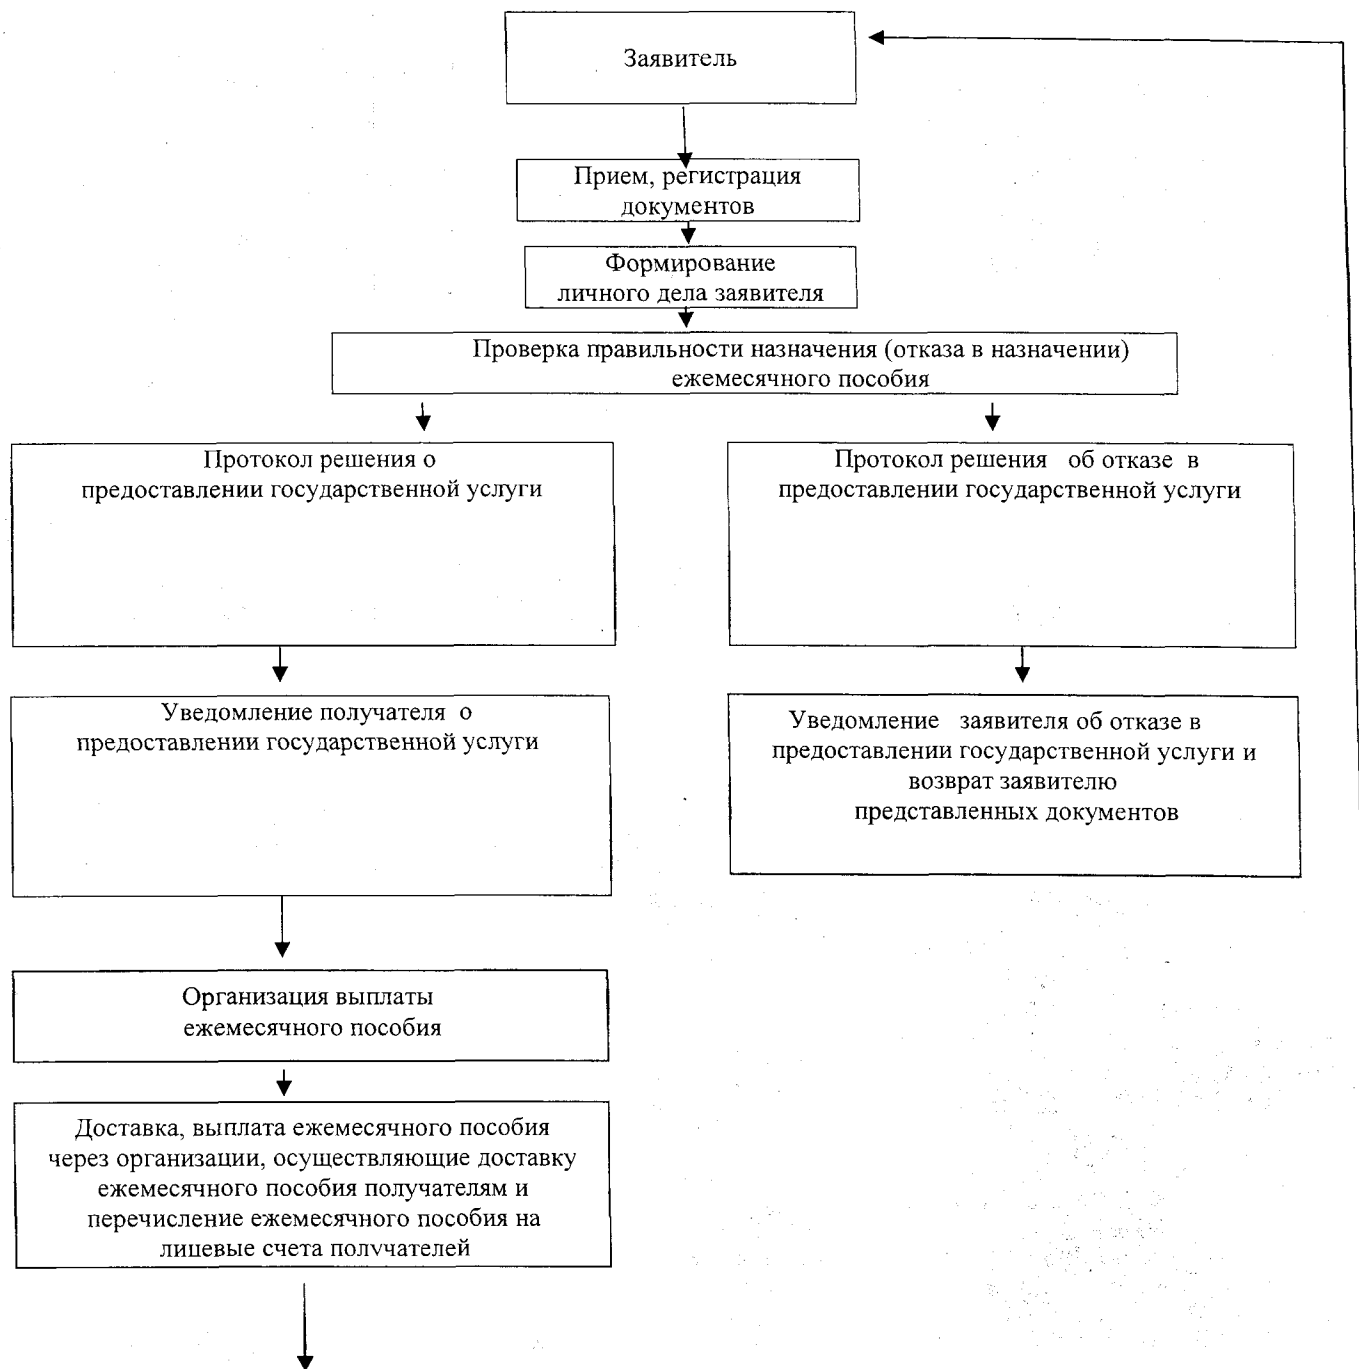 Заявитель
Прием, регистрация
документов
Формирование
личного дела заявителя
Проверка правильности назначения (отказа в назначении)
ежемесячного пособия
Протокол решения о
предоставлении государственной услуги
Протокол решения об отказе в
предоставлении государственной услуги
Уведомление получателя о
предоставлении государственной услуги
Уведомление заявителя об отказе в
предоставлении государственной услуги и
возврат заявителю
представленных документов
Организация выплаты
ежемесячного пособия
Доставка, выплата ежемесячного пособия
через организации, осуществляющие доставку
ежемесячного пособия получателям и
перечисление ежемесячного пособия на
лицевые счета получателей